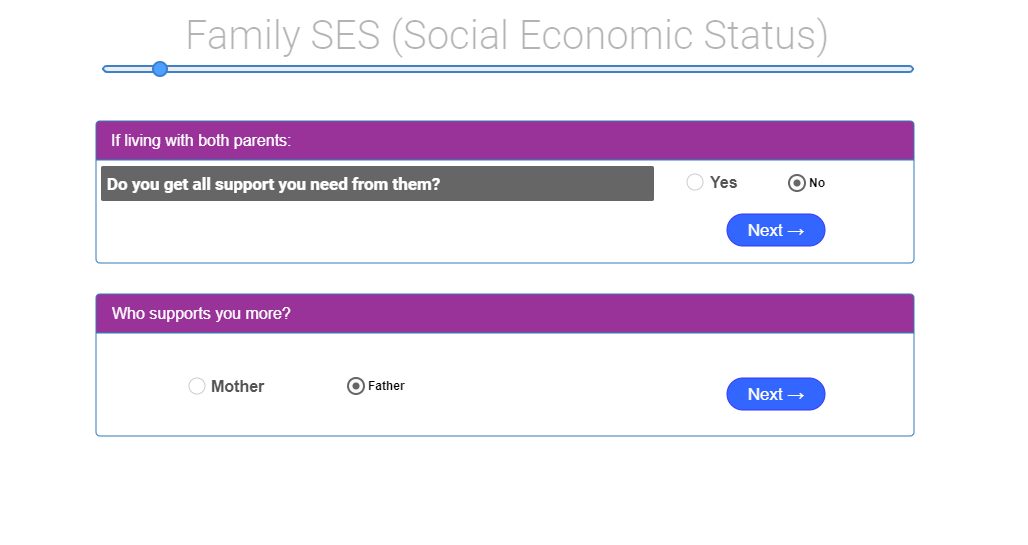 Family SES (Social Economic Status)
If living with both parents:
Do you get all support you need from them?
Yes
No
Next →
Who supports you more?
Mother
Father
Next →